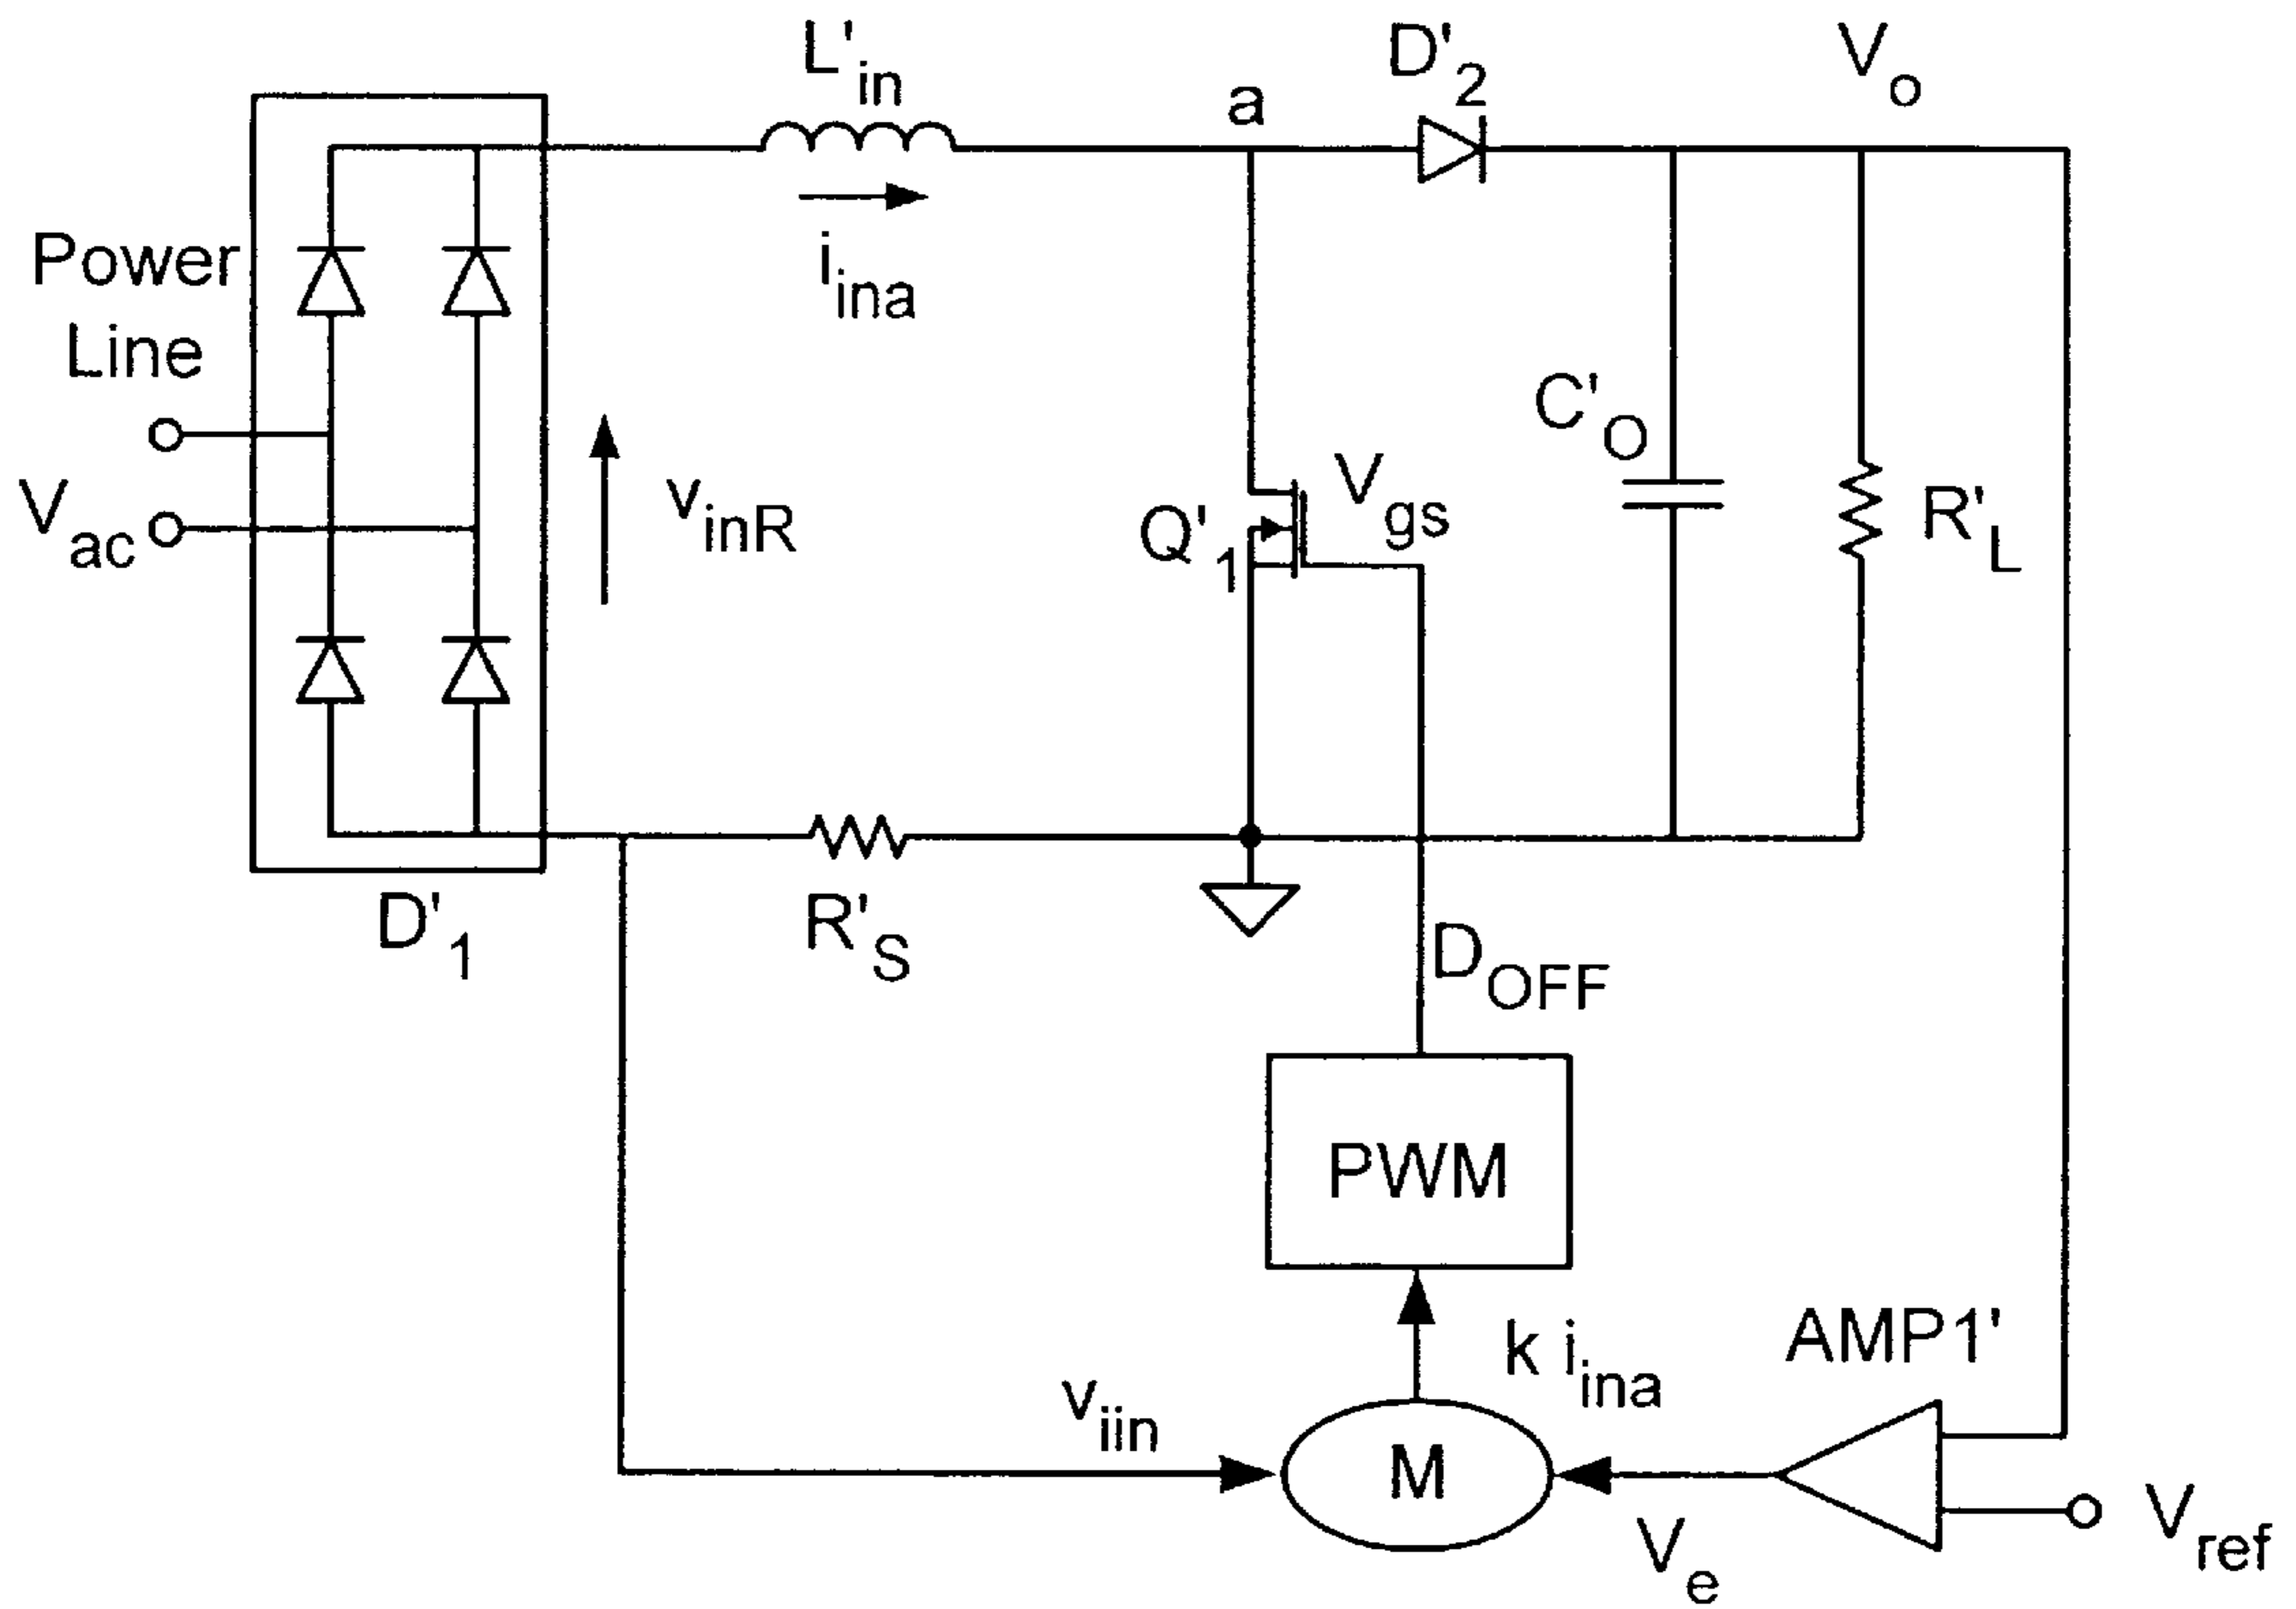 L'in
D'2
Vo
a
Power
Line
iina
Vac
vinR
Q'1
Vgs
C'O
R'L
D'1
R'S
DOFF
PWM
k iina
AMP1'
viin
M
Ve
Vref